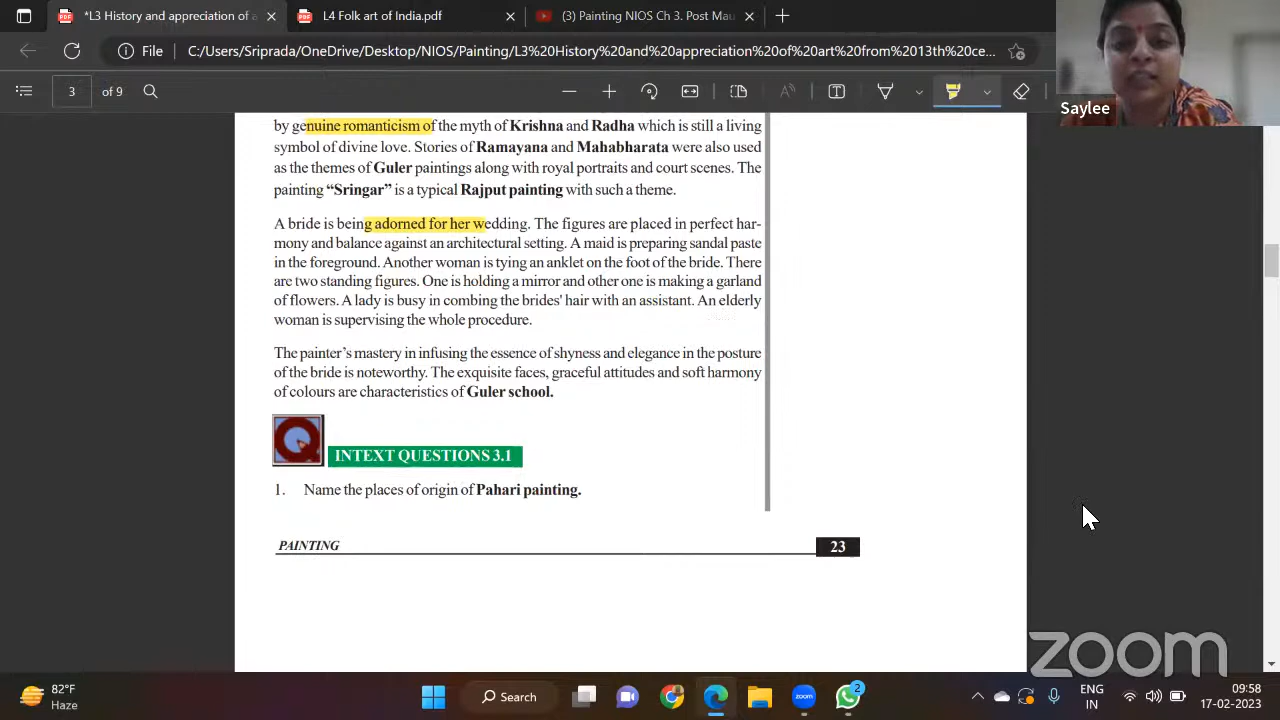 *L3 History and appreciation of a
L4 Folk art of India.pdf
(3) Painting NIOS Ch 3. Post Mau
File
C:/Users/Sriprada/OneDrive/Desktop/NIOS/Painting/L3%20History%20and%20appreciation%20of%20art%20from%2013th%20ce...
3 of 9
Saylee
by genuine romanticism of the myth of Krishna and Radha which is still a living
symbol of divine love. Stories of Ramayana and Mahabharata were also used
as the themes of Guler paintings along with royal portraits and court scenes. The
painting “Sringar” is a typical Rajput painting with such a theme.
A bride is being adorned for her wedding. The figures are placed in perfect har-
mony and balance against an architectural setting. A maid is preparing sandal paste
in the foreground. Another woman is tying an anklet on the foot of the bride. There
are two standing figures. One is holding a mirror and other one is making a garland
of flowers. A lady is busy in combing the brides' hair with an assistant. An elderly
woman is supervising the whole procedure.
The painter’s mastery in infusing the essence of shyness and elegance in the posture
of the bride is noteworthy. The exquisite faces, graceful attitudes and soft harmony
of colours are characteristics of Guler school.
Q
INTEXT QUESTIONS 3.1
1. Name the places of origin of Pahari painting.
PAINTING
23
zoom
82°F
Haze
Search
zoom
2
ENG
IN
09:58
17-02-2023